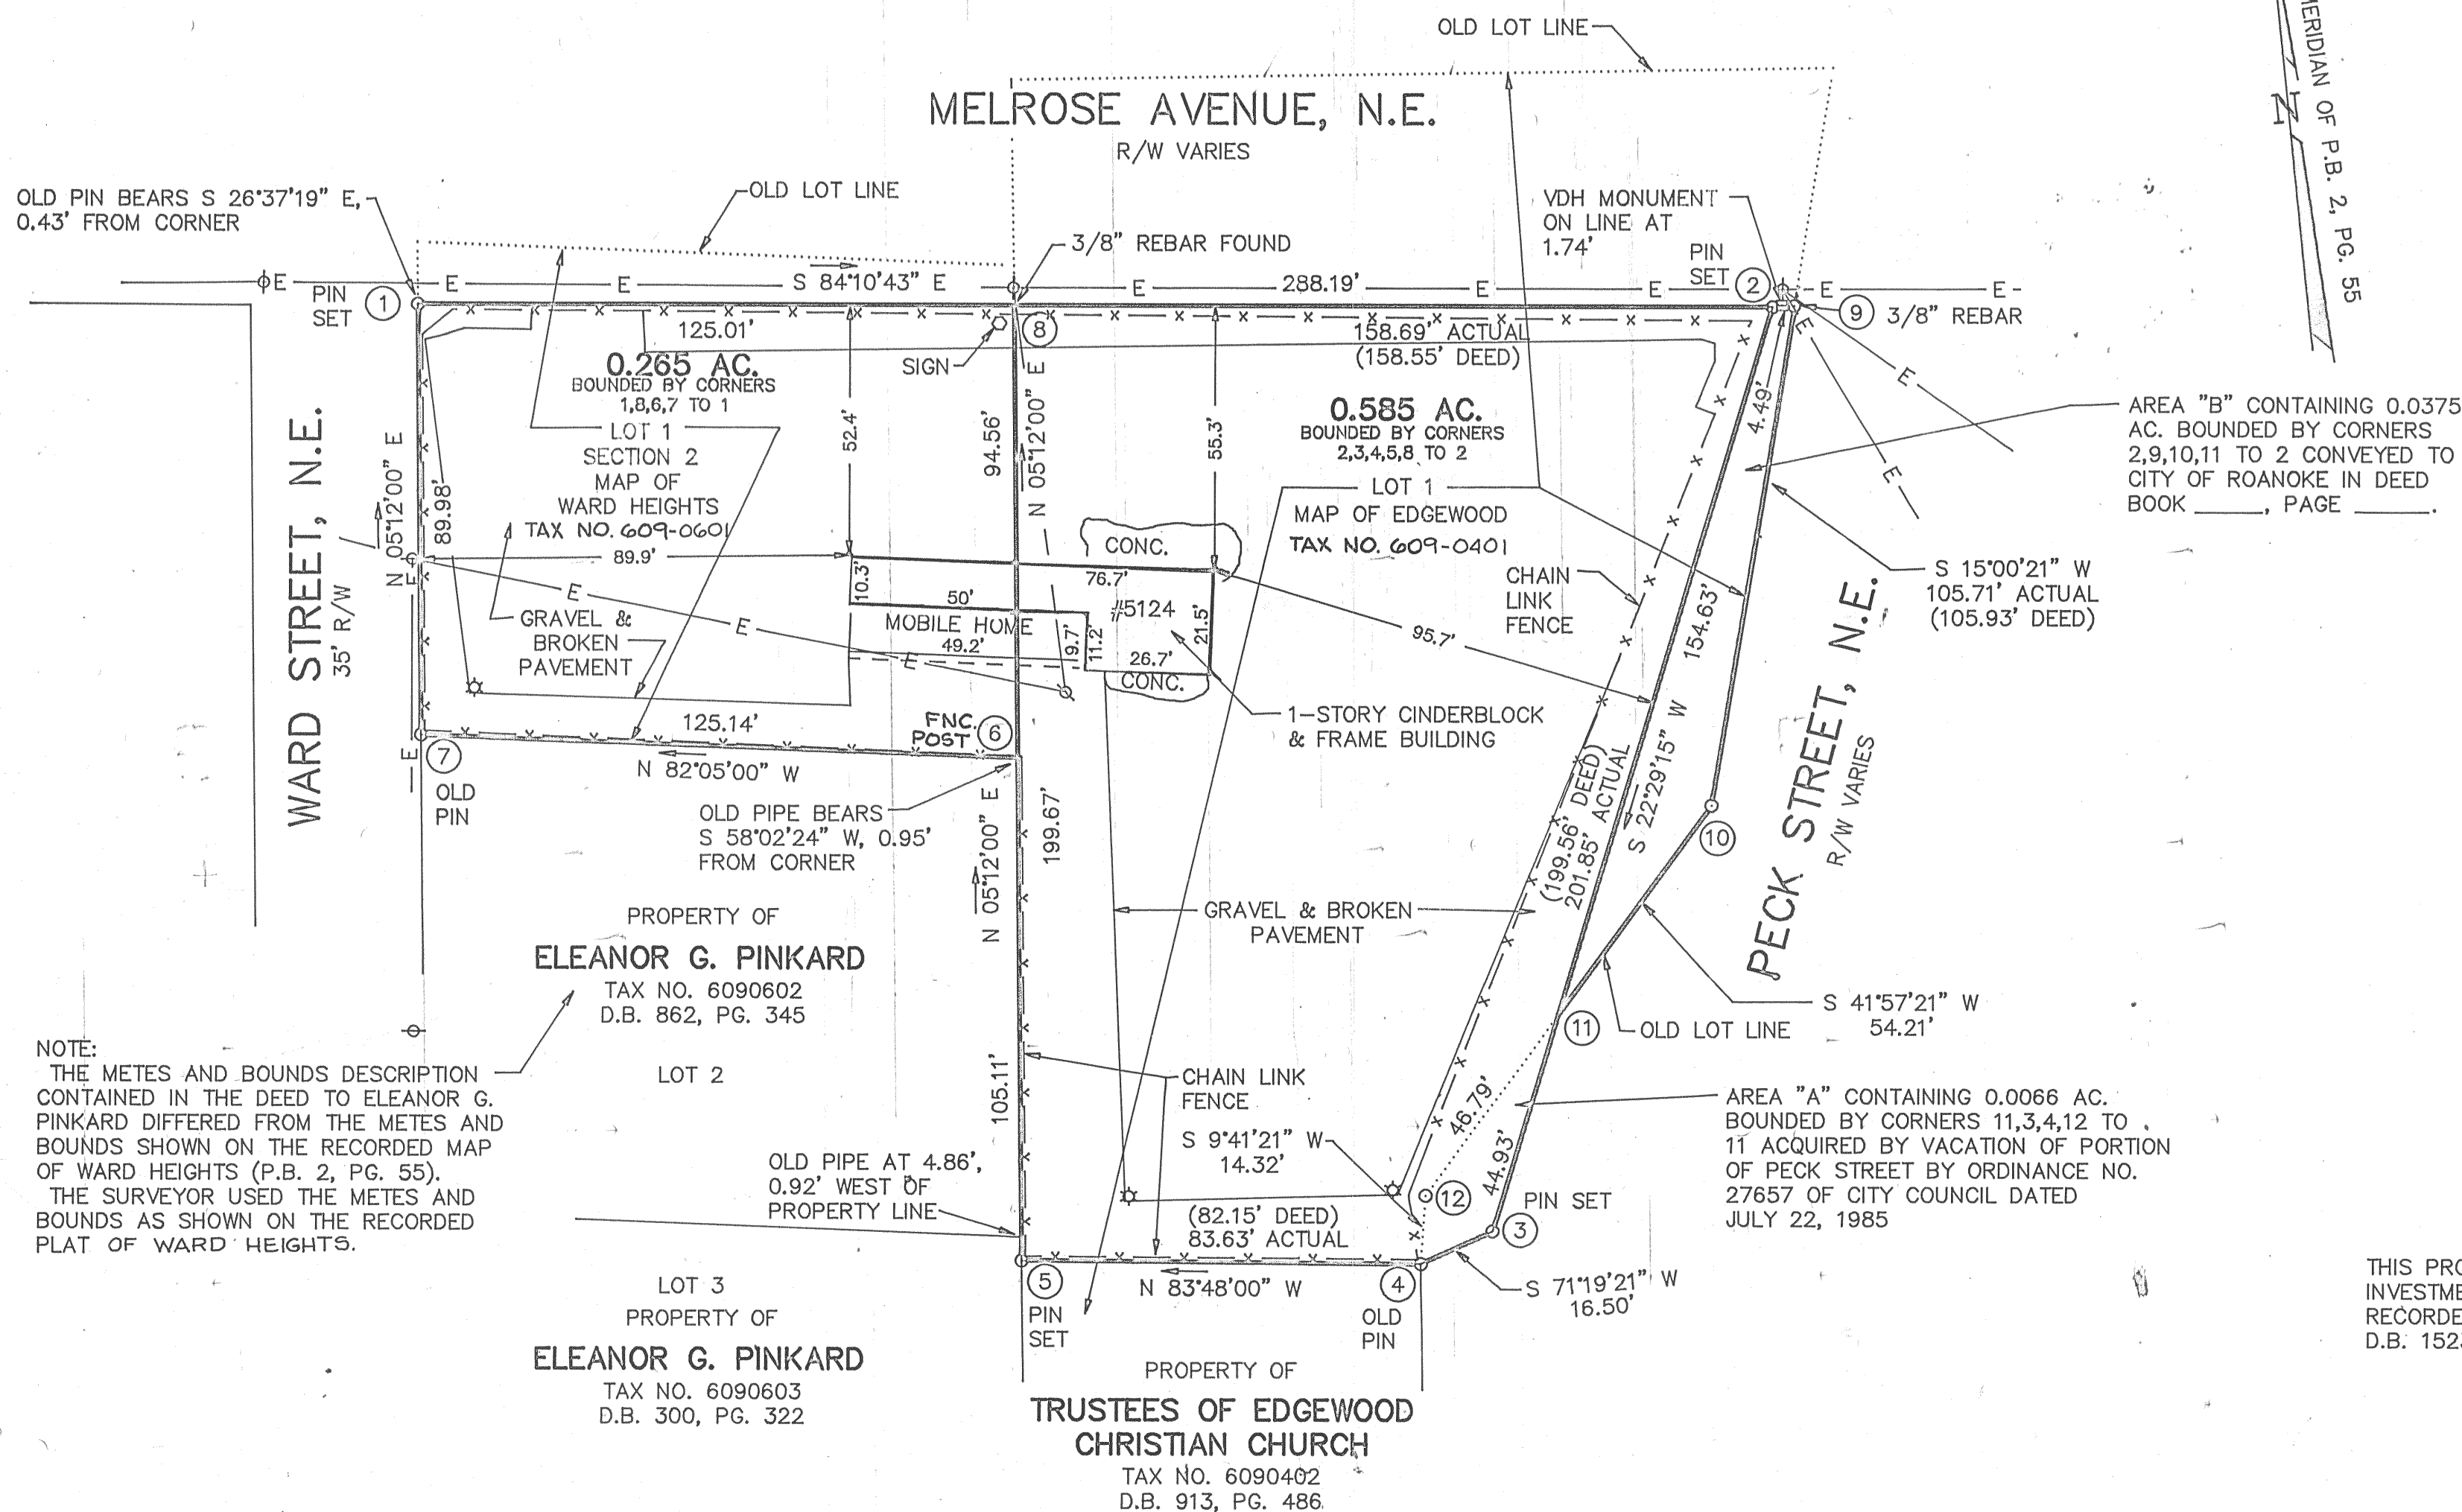 OLD LOT LINE
MERIDIAN OF P.B. 2, PG. 55
N
MELROSE AVENUE, N.E.
R/W VARIES
OLD PIN BEARS S 26°37'19" E,
0.43' FROM CORNER
OLD LOT LINE
3/8" REBAR FOUND
VDH MONUMENT
ON LINE AT
1.74'
PIN
SET
2
PIN
SET
1
E E E S 84°10'43" E E 288.19' E E E E
9 3/8" REBAR
125.01'
SIGN
8
158.69' ACTUAL
(158.55' DEED)
0.265 AC.
BOUNDED BY CORNERS
1,8,6,7 TO 1
LOT 1
SECTION 2
MAP OF
WARD HEIGHTS
TAX NO. 609-0601
89.9'
52.4'
94.56'
N 05°12'00" E
55.3'
0.585 AC.
BOUNDED BY CORNERS
2,3,4,5,8 TO 2
LOT 1
MAP OF EDGEWOOD
TAX NO. 609-0401
4.49'
E
E
E
AREA "B" CONTAINING 0.0375
AC. BOUNDED BY CORNERS
2,9,10,11 TO 2 CONVEYED TO
CITY OF ROANOKE IN DEED
BOOK _____, PAGE ______.
WARD STREET, N.E.
35' R/W
N 05°12'00" E
89.98'
E
E
CONC.
76.7'
10.3'
50'
MOBILE HOME
49.2'
9.7'
11.2'
#5124
21.5'
26.7'
CONC.
E
E
E
GRAVEL &
BROKEN
PAVEMENT
CHAIN
LINK
FENCE
95.7'
154.63'
S 15°00'21" W
105.71' ACTUAL
(105.93' DEED)
1-STORY CINDERBLOCK
& FRAME BUILDING
125.14'
FNC.
POST
6
7
OLD
PIN
N 82°05'00" W
OLD PIPE BEARS
S 58°02'24" W, 0.95'
FROM CORNER
N 05°12'00" E
199.67'
(199.56' DEED)
201.85' ACTUAL
S 22°29'15" W
10
PECK STREET, N.E.
R/W VARIES
PROPERTY OF
ELEANOR G. PINKARD
TAX NO. 6090602
D.B. 862, PG. 345
GRAVEL & BROKEN
PAVEMENT
S 41°57'21" W
54.21'
11
OLD LOT LINE
NOTE:
THE METES AND BOUNDS DESCRIPTION
CONTAINED IN THE DEED TO ELEANOR G.
PINKARD DIFFERED FROM THE METES AND
BOUNDS SHOWN ON THE RECORDED MAP
OF WARD HEIGHTS (P.B. 2, PG. 55).
THE SURVEYOR USED THE METES AND
BOUNDS AS SHOWN ON THE RECORDED
PLAT OF WARD HEIGHTS.
LOT 2
105.11'
CHAIN LINK
FENCE
S 9°41'21" W
14.32'
46.79'
44.93'
AREA "A" CONTAINING 0.0066 AC.
BOUNDED BY CORNERS 11,3,4,12 TO
11 ACQUIRED BY VACATION OF PORTION
OF PECK STREET BY ORDINANCE NO.
27657 OF CITY COUNCIL DATED
JULY 22, 1985
OLD PIPE AT 4.86',
0.92' WEST OF
PROPERTY LINE
12
PIN SET
3
(82.15' DEED)
83.63' ACTUAL
5
N 83°48'00" W
4
PIN
SET
OLD
PIN
S 71°19'21" W
16.50'
LOT 3
PROPERTY OF
ELEANOR G. PINKARD
TAX NO. 6090603
D.B. 300, PG. 322
THIS PRO
INVESTME
RECORDE
D.B. 152
PROPERTY OF
TRUSTEES OF EDGEWOOD
CHRISTIAN CHURCH
TAX NO. 6090402
D.B. 913, PG. 486